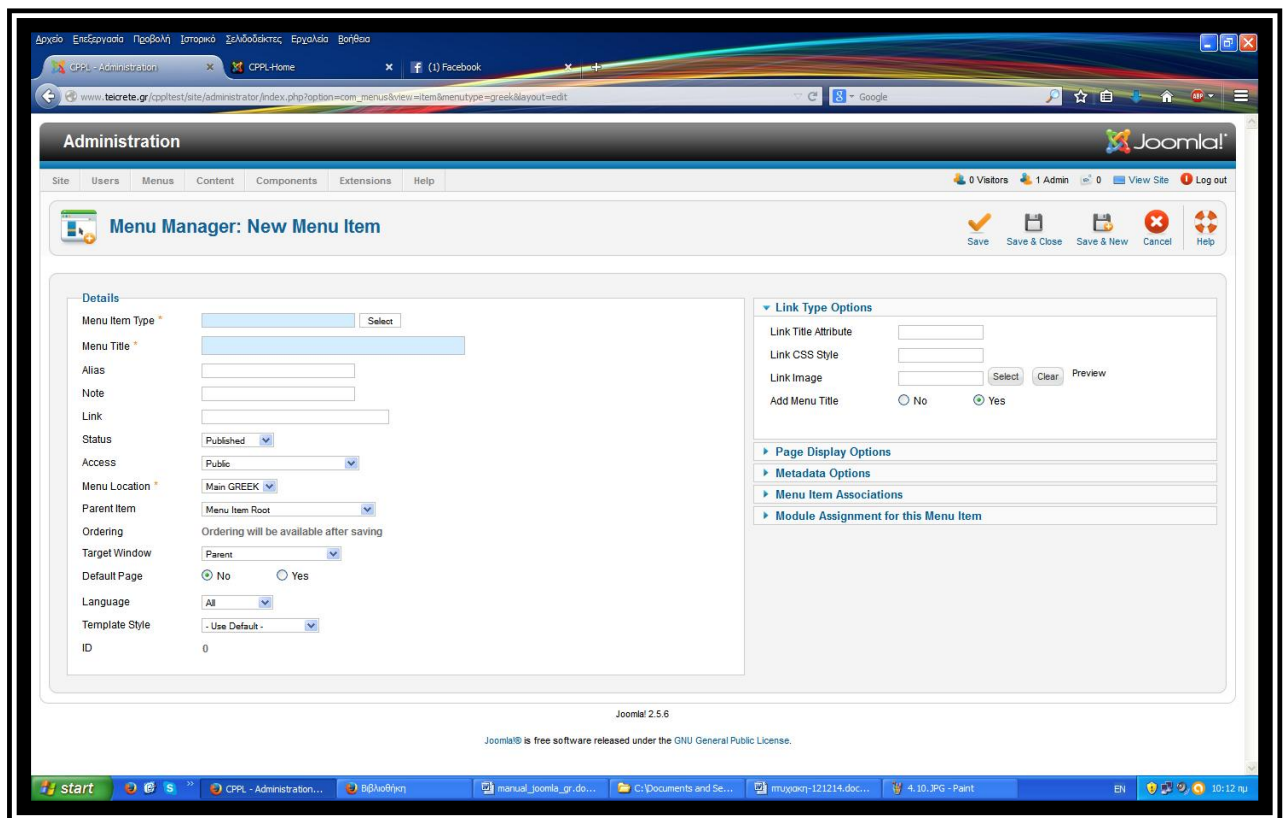 Αρχείο Επεξεργασία Προβολή Ιστορικό Σελιδοδείκτες Εργαλεία Βοήθεια
CPPL - Administration
CPPL-Home
(1) Facebook
www.teicrete.gr/cppltest/site/administrator/index.php?option=com_menus&view=item&menutype=greek&layout=edit
Google
ABP
Administration
Joomla!
Site Users Menus Content Components Extensions Help
0 Visitors 1 Admin 0 View Site Log out
Menu Manager: New Menu Item
Save Save & Close Save & New Cancel Help
Details
Menu Item Type * Select
Menu Title *
Alias
Note
Link
Status Published
Access Public
Menu Location * Main GREEK
Parent Item Menu Item Root
Ordering Ordering will be available after saving
Target Window Parent
Default Page No Yes
Language All
Template Style - Use Default -
ID 0
Link Type Options
Link Title Attribute
Link CSS Style
Link Image Select Clear Preview
Add Menu Title No Yes
Page Display Options
Metadata Options
Menu Item Associations
Module Assignment for this Menu Item
Joomla! 2.5.6
Joomla!® is free software released under the GNU General Public License.
start CPPL - Administration... Βιβλιοθήκη manual_joomla_gr.do... C:\Documents and Se... πτυχιακη-121214.doc... 4.10.JPG - Paint EN 10:12 πμ